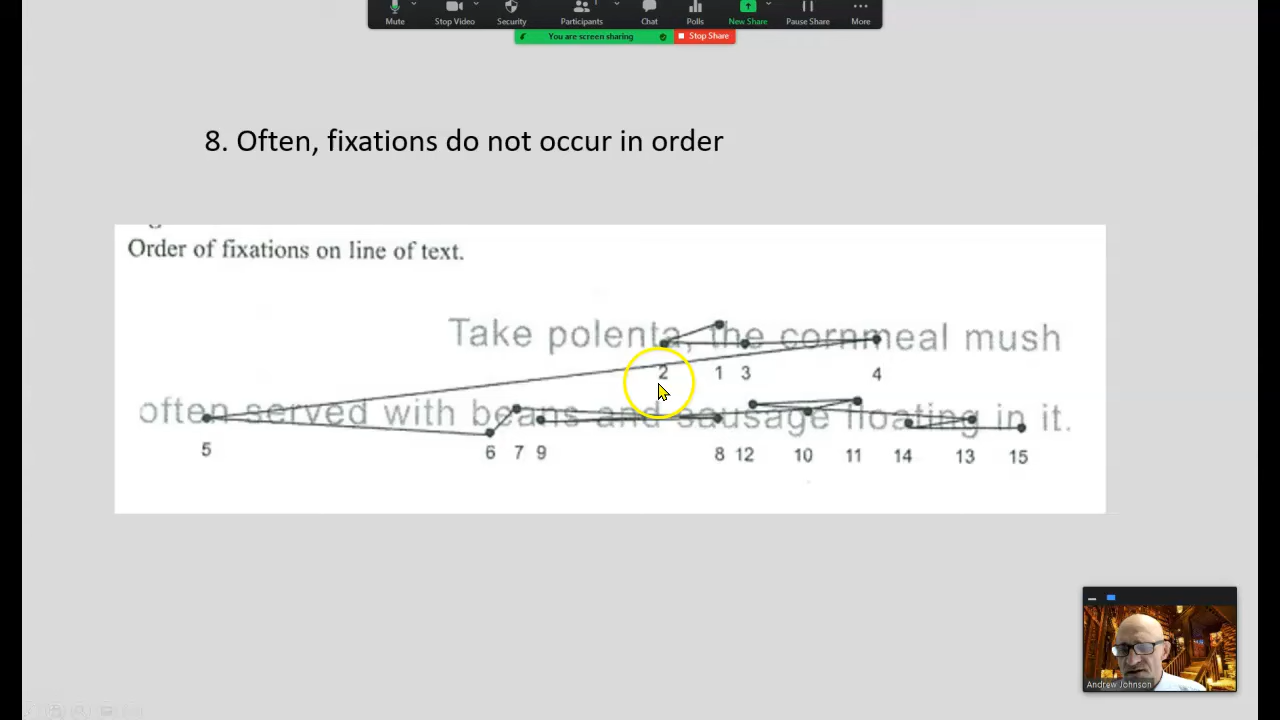 Mute Stop Video Security Participants Chat Polls New Share Pause Share More
You are screen sharing Stop Share
8. Often, fixations do not occur in order
Order of fixations on line of text.
Take polenta, the cornmeal mush
2 1 3 4
often served with beans and sausage floating in it.
5 6 7 9 8 12 10 11 14 13 15
Andrew Johnson